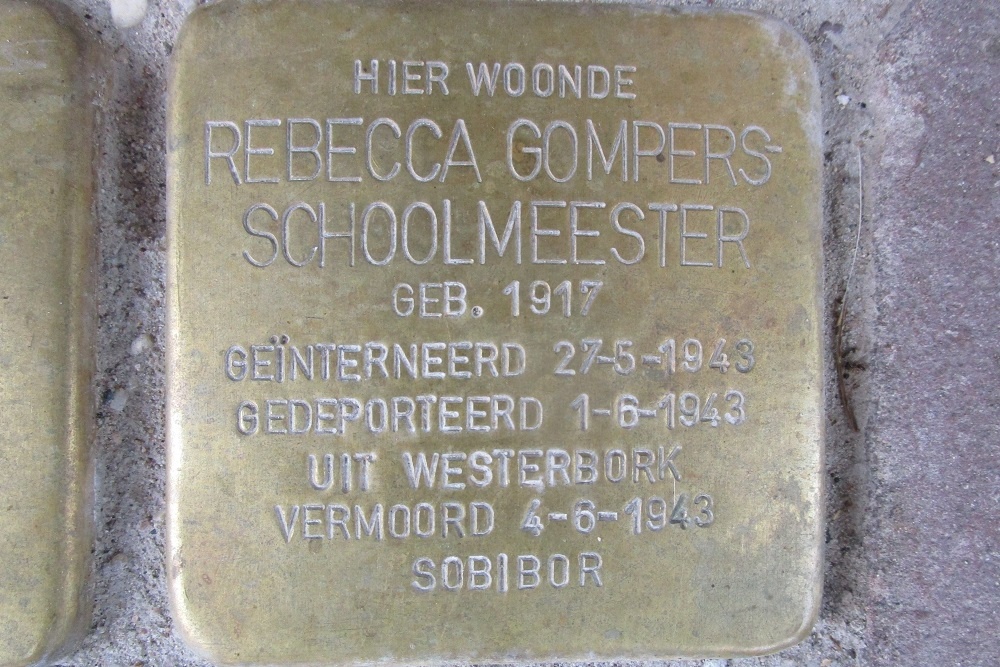 HIER WOONDE
REBECCA GOMPERS-
SCHOOLMEESTER
GEB. 1917
GEÏNTERNEERD 27-5-1943
GEDEPORTEERD 1-6-1943
UIT WESTERBORK
VERMOORD 4-6-1943
SOBIBOR